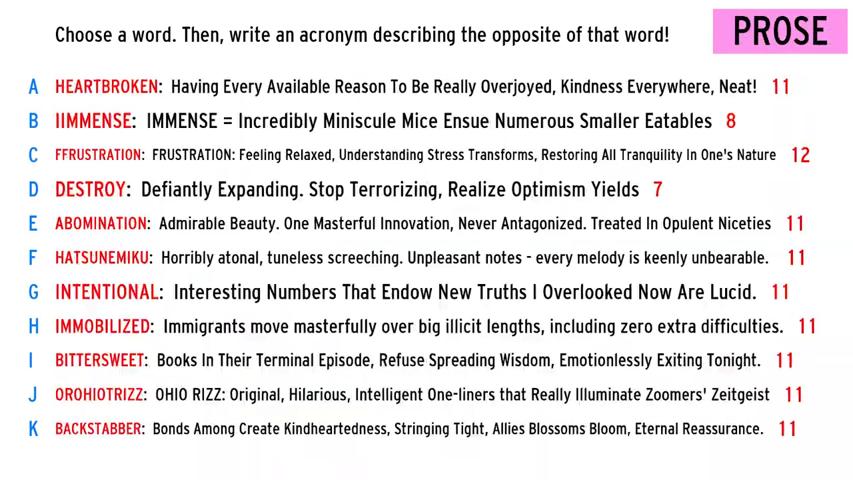 Choose a word. Then, write an acronym describing the opposite of that word!
PROSE
A HEARTBROKEN: Having Every Available Reason To Be Really Overjoyed, Kindness Everywhere, Neat! 11
B IIMMENSE: IMMENSE = Incredibly Miniscule Mice Ensue Numerous Smaller Eatables 8
C FFRUSTRATION: FRUSTRATION: Feeling Relaxed, Understanding Stress Transforms, Restoring All Tranquility In One's Nature 12
D DESTROY: Defiantly Expanding. Stop Terrorizing, Realize Optimism Yields 7
E ABOMINATION: Admirable Beauty. One Masterful Innovation, Never Antagonized. Treated In Opulent Niceties 11
F HATSUNEMIKU: Horribly atonal, tuneless screeching. Unpleasant notes - every melody is keenly unbearable. 11
G INTENTIONAL: Interesting Numbers That Endow New Truths I Overlooked Now Are Lucid. 11
H IMMOBILIZED: Immigrants move masterfully over big illicit lengths, including zero extra difficulties. 11
I BITTERSWEET: Books In Their Terminal Episode, Refuse Spreading Wisdom, Emotionlessly Exiting Tonight. 11
J OROHIOTRIZZ: OHIO RIZZ: Original, Hilarious, Intelligent One-liners that Really Illuminate Zoomers' Zeitgeist 11
K BACKSTABBER: Bonds Among Create Kindheartedness, Stringing Tight, Allies Blossoms Bloom, Eternal Reassurance. 11